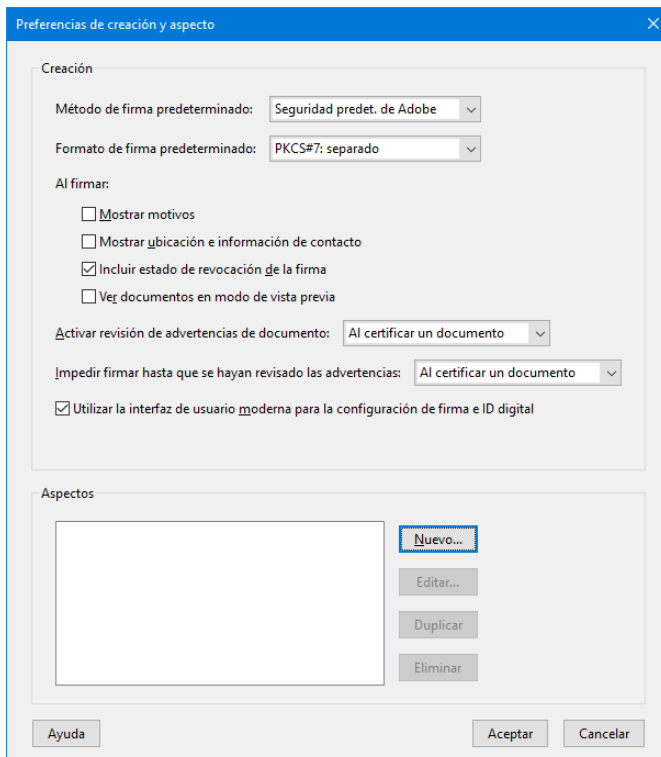 Preferencias de creación y aspecto
Creación
Método de firma predeterminado: Seguridad predet. de Adobe
Formato de firma predeterminado: PKCS#7: separado
Al firmar:
Mostrar motivos
Mostrar ubicación e información de contacto
Incluir estado de revocación de la firma
Ver documentos en modo de vista previa
Activar revisión de advertencias de documento: Al certificar un documento
Impedir firmar hasta que se hayan revisado las advertencias: Al certificar un documento
Utilizar la interfaz de usuario moderna para la configuración de firma e ID digital
Aspectos
Nuevo...
Editar...
Duplicar
Eliminar
Ayuda Aceptar Cancelar